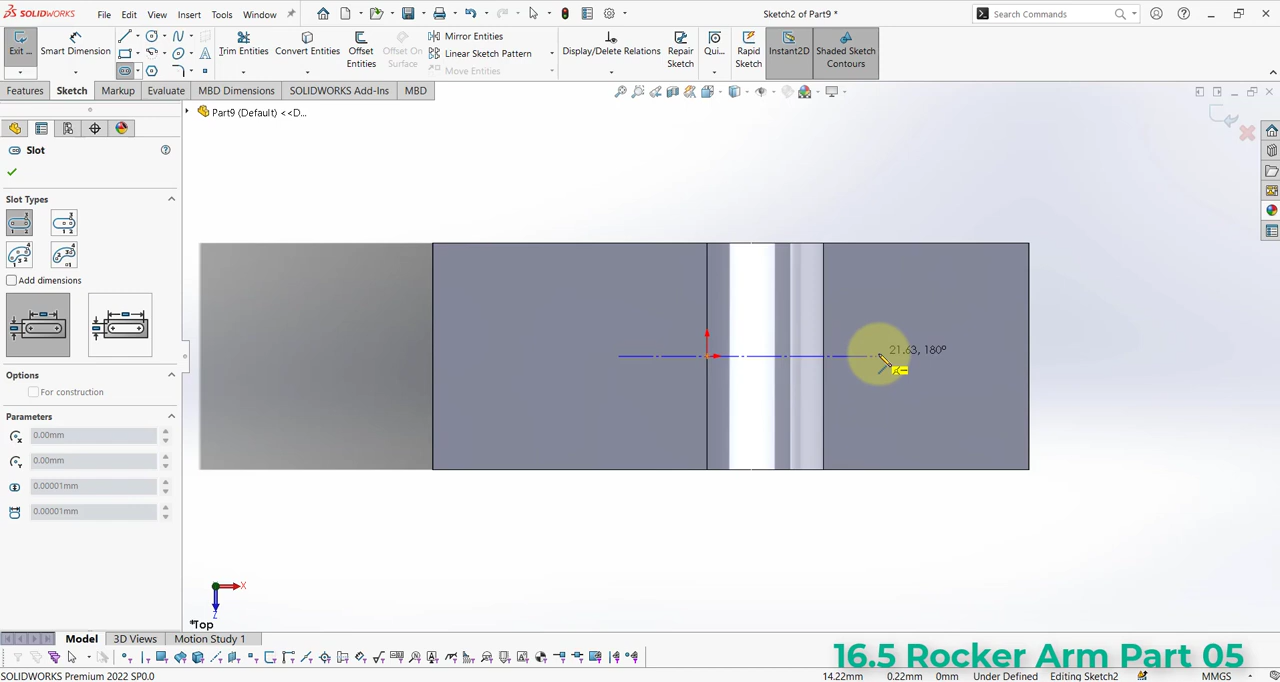 SOLIDWORKS
File
Edit
View
Insert
Tools
Window
Sketch2 of Part9 *
Search Commands
Exit ...
Smart Dimension
Trim Entities
Convert Entities
Offset
Entities
Offset On
Surface
Mirror Entities
Linear Sketch Pattern
Move Entities
Display/Delete Relations
Repair
Sketch
Qui...
Rapid
Sketch
Instant2D
Shaded Sketch
Contours
Features
Sketch
Markup
Evaluate
MBD Dimensions
SOLIDWORKS Add-Ins
MBD
Part9 (Default) <<D...
Slot
Slot Types
Add dimensions
Options
For construction
Parameters
0.00mm
0.00mm
0.00001mm
0.00001mm
21.63, 180°
X
Z
*Top
Model
3D Views
Motion Study 1
16.5 Rocker Arm Part 05
SOLIDWORKS Premium 2022 SP0.0
14.22mm
0.22mm
0mm
Under Defined
Editing Sketch2
MMGS